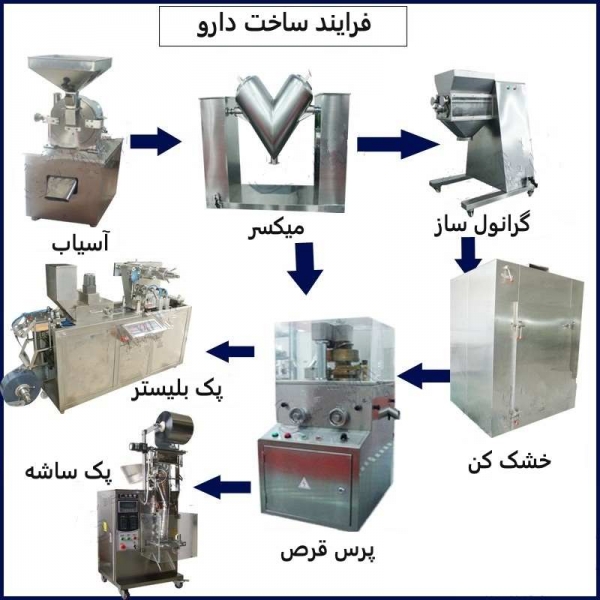 فرایند ساخت دارو
آسیاب
میکسر
گرانول ساز
پک بلیستر
خشک کن
پک ساشه
پرس قرص